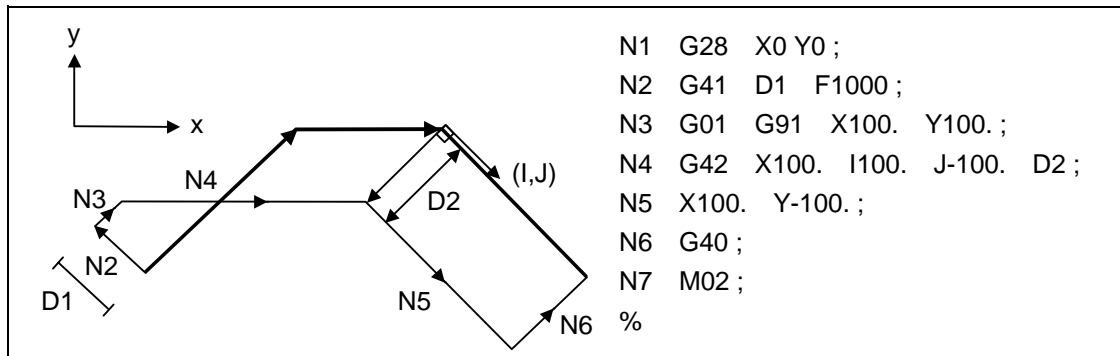 y
x
N4
N3
N2
D1
D2
(I,J)
N5
N6
N1 G28 X0 Y0 ;
N2 G41 D1 F1000 ;
N3 G01 G91 X100. Y100. ;
N4 G42 X100. I100. J-100. D2 ;
N5 X100. Y-100. ;
N6 G40 ;
N7 M02 ;
%